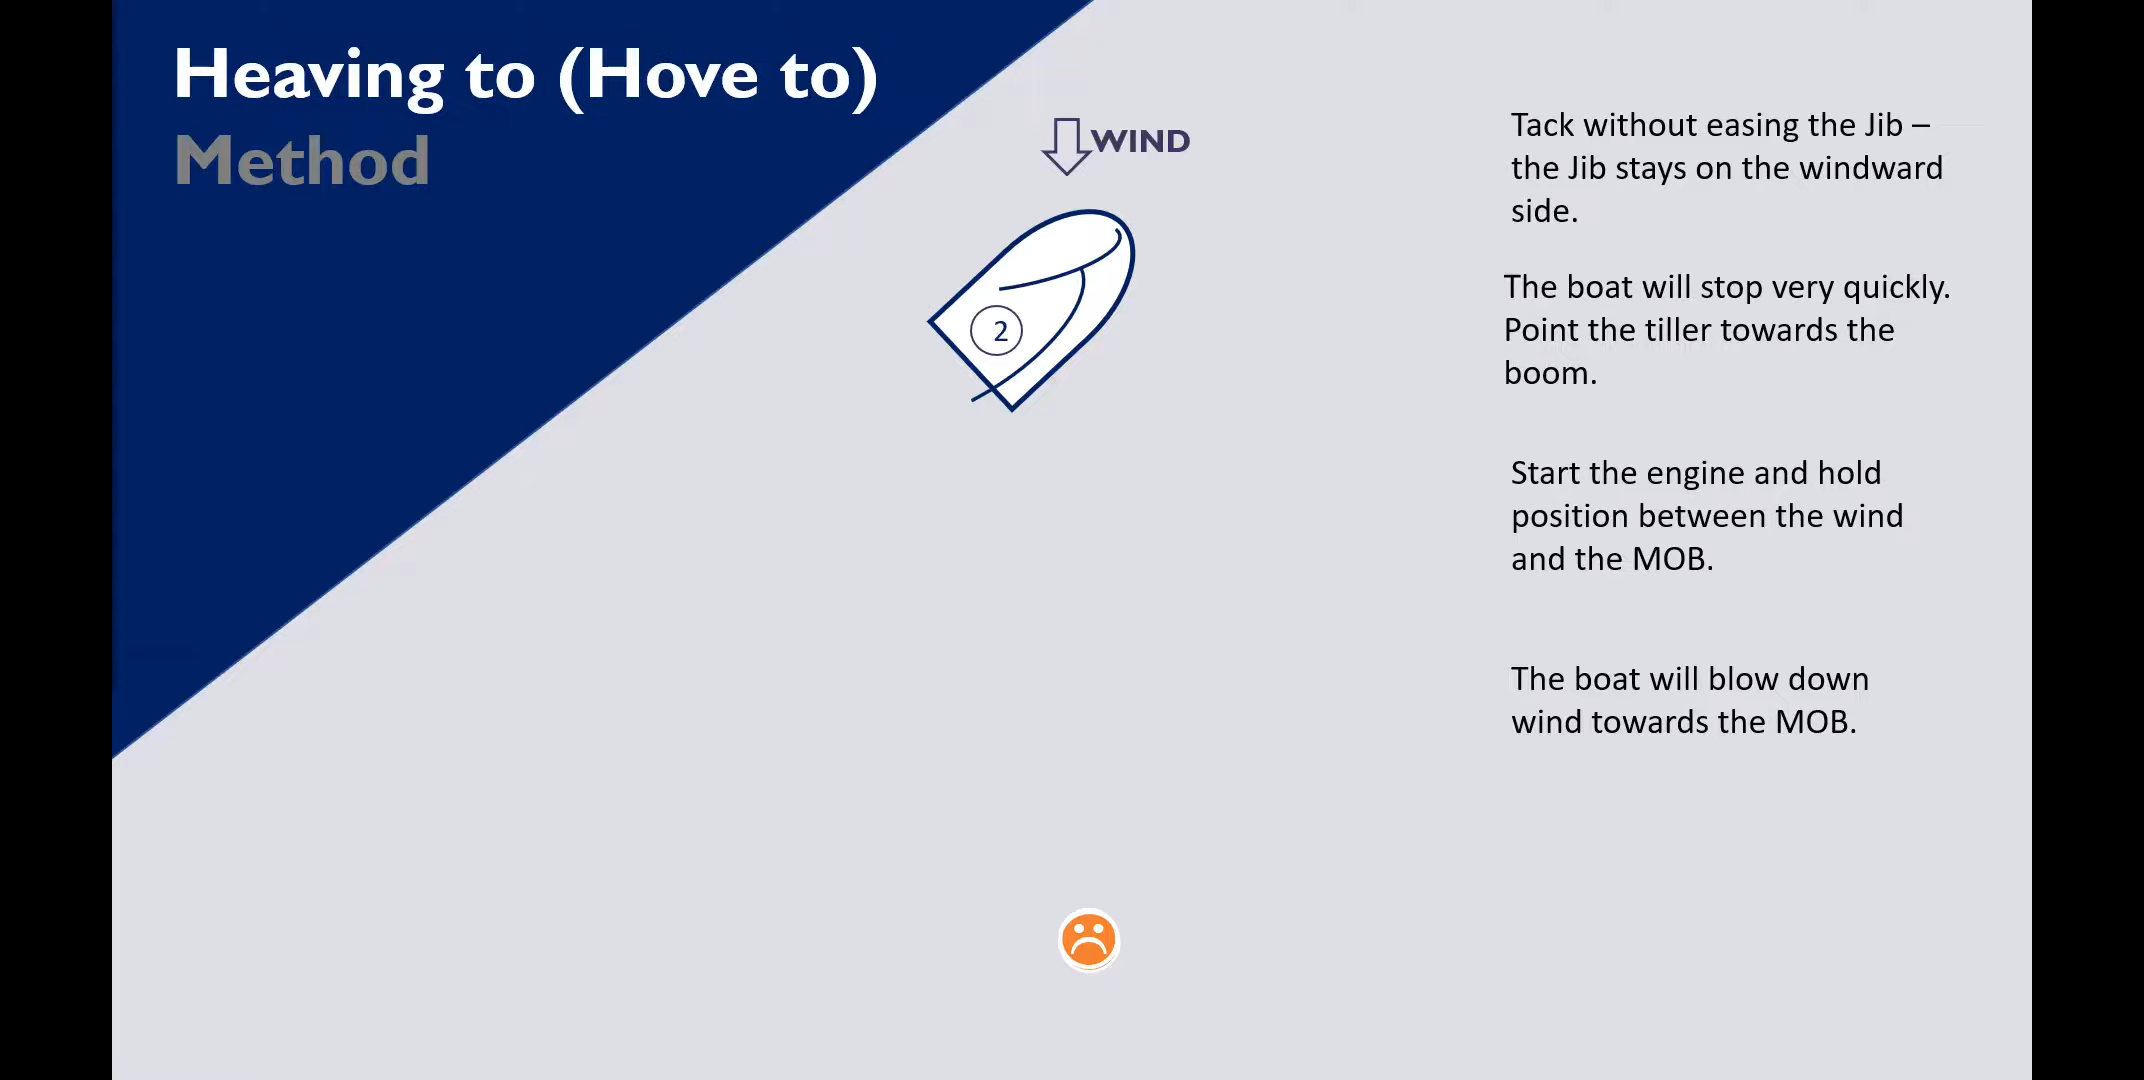 Heaving to (Hove to)
Method
WIND
2
Tack without easing the Jib –
the Jib stays on the windward
side.
The boat will stop very quickly.
Point the tiller towards the
boom.
Start the engine and hold
position between the wind
and the MOB.
The boat will blow down
wind towards the MOB.